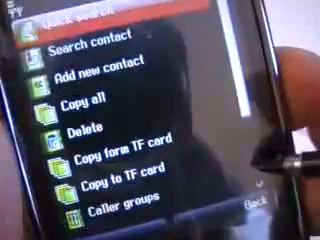 Quick search
Search contact
Add new contact
Copy all
Delete
Copy form TF card
Copy to TF card
Caller groups
Back